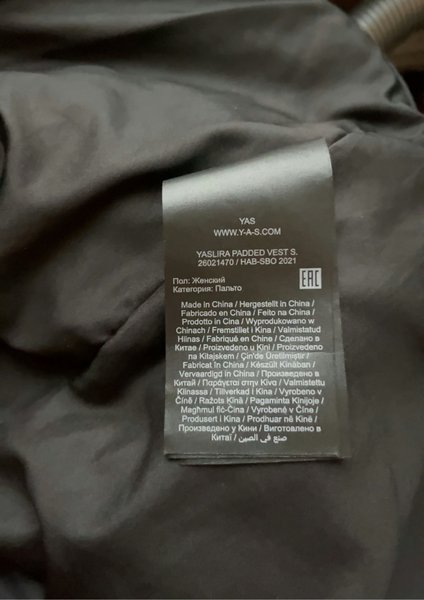 YAS
WWW.Y-A-S.COM
YASLIRA PADDED VEST S.
26021470 / HAB-SBO 2021
EAC
Пол: Женский
Категория: Пальто
Made in China / Hergestellt in China /
Fabricado en China / Feito na China /
Prodotto in Cina / Wyprodukowano w
Chinach / Fremstillet i Kina / Valmistatud
Hiinas / Fabriqué en Chine / Сделано в
Китае / Proizvedeno u Kini / Proizvedeno
na Kitajskem / Çin'de Üretilmiştir /
Fabricat în China / Készült Kínában /
Vervaardigd in China / Произведено в
Китай / Παράγεται στην Κίνα / Valmistettu
Kiinassa / Tillverkad i Kina / Vyrobeno v
Číně / Ražots Ķīnā / Pagaminta Kinijoje /
Magħmul fiċ-Ċina / Vyrobené v Číne /
Produsert i Kina / Prodhuar në Kinë /
Произведено у Кини / Виготовлено в
Китаї / صنع في الصين